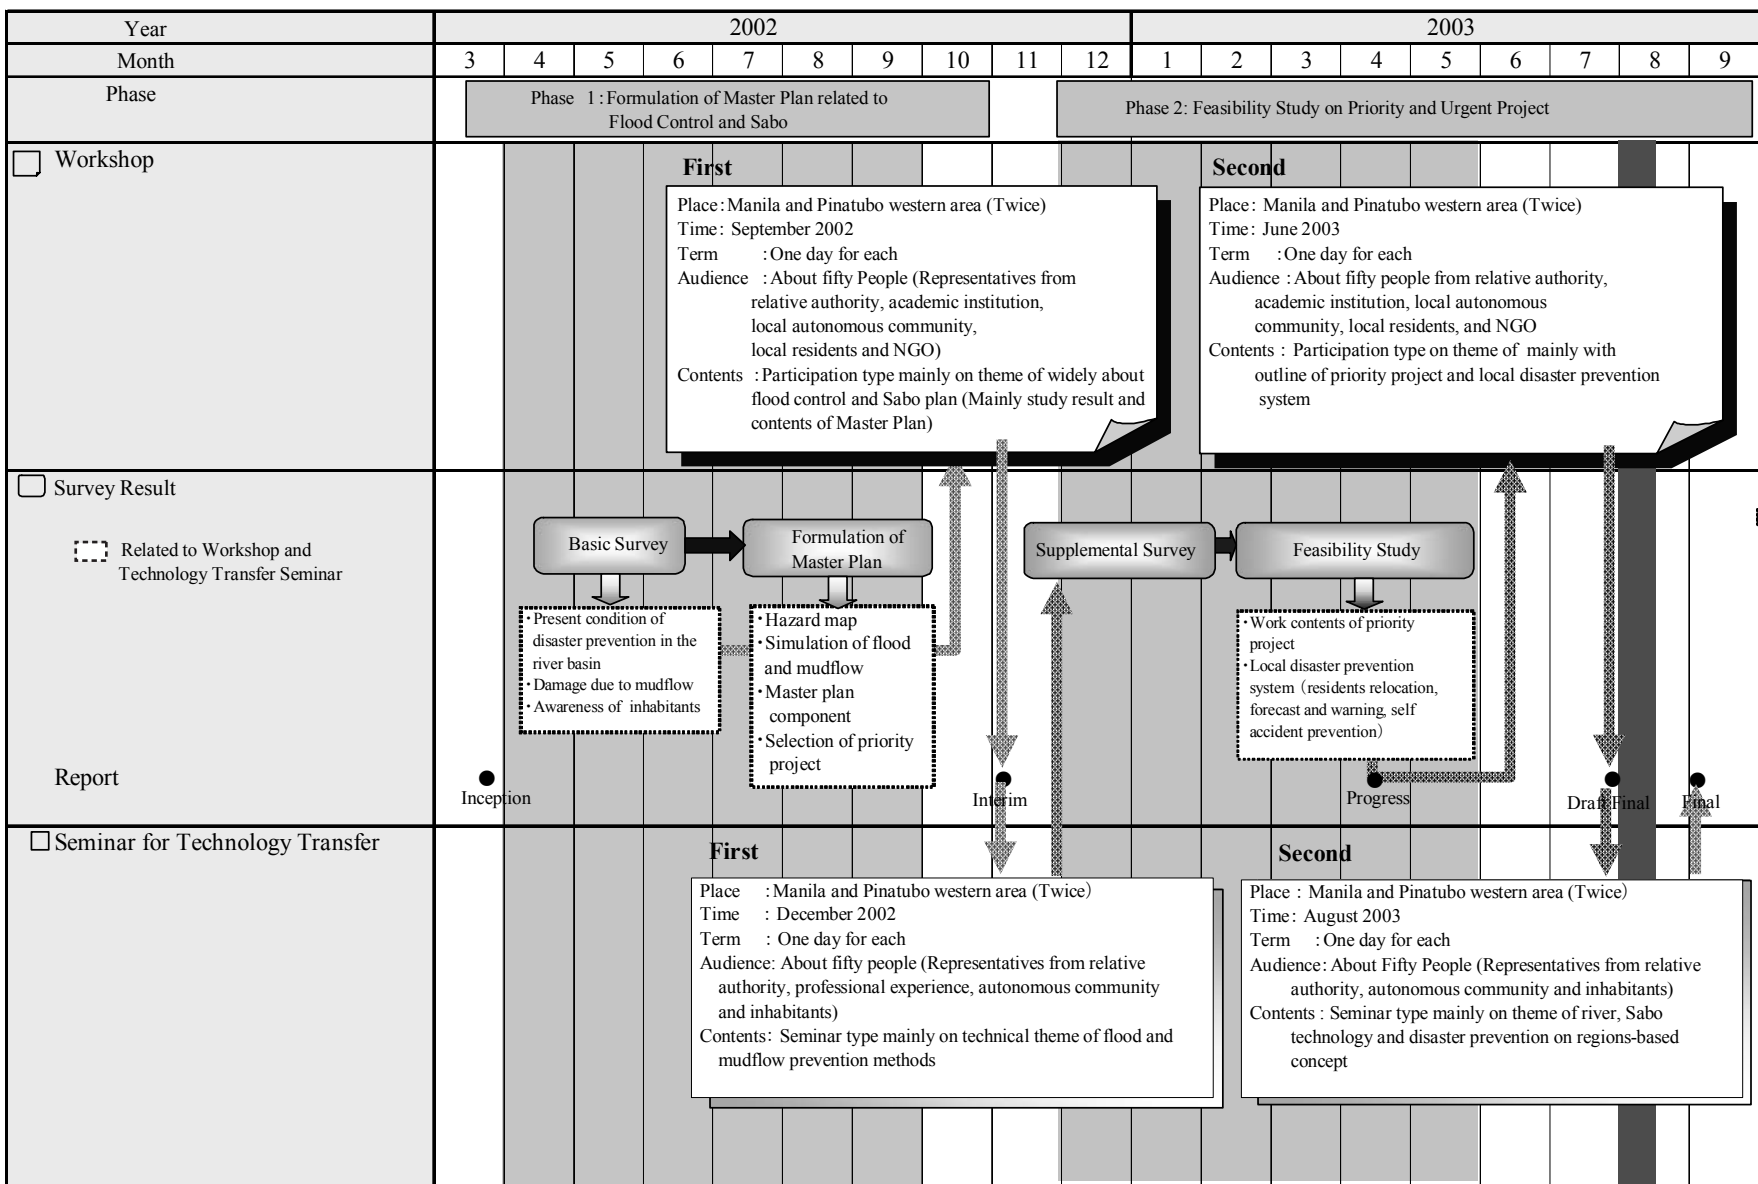 Year
2002
2003
Month
3 4 5 6 7 8 9 10 11 12 1 2 3 4 5 6 7 8 9
Phase
Phase 1:Formulation of Master Plan related to
Flood Control and Sabo
Phase 2: Feasibility Study on Priority and Urgent Project
Workshop
First
Place:Manila and Pinatubo western area (Twice)
Time: September 2002
Term :One day for each
Audience :About fifty People (Representatives from
relative authority, academic institution,
local autonomous community,
local residents and NGO)
Contents :Participation type mainly on theme of widely about
flood control and Sabo plan (Mainly study result and
contents of Master Plan)
Second
Place: Manila and Pinatubo western area (Twice)
Time: June 2003
Term :One day for each
Audience :About fifty people from relative authority,
academic institution, local autonomous
community, local residents, and NGO
Contents : Participation type on theme of mainly with
outline of priority project and local disaster prevention
system
Survey Result
Related to Workshop and
Technology Transfer Seminar
Basic Survey
Formulation of
Master Plan
Supplemental Survey
Feasibility Study
・Present condition of
disaster prevention in the
river basin
・Damage due to mudflow
・Awareness of inhabitants
・Hazard map
・Simulation of flood
and mudflow
・Master plan
component
・Selection of priority
project
・Work contents of priority
project
・Local disaster prevention
system (residents relocation,
forecast and warning, self
accident prevention)
Report
Inception
Interim
Progress
Draft Final
Final
Seminar for Technology Transfer
First
Place :Manila and Pinatubo western area (Twice)
Time : December 2002
Term : One day for each
Audience: About fifty people (Representatives from relative
authority, professional experience, autonomous community
and inhabitants)
Contents: Seminar type mainly on technical theme of flood and
mudflow prevention methods
Second
Place : Manila and Pinatubo western area (Twice)
Time: August 2003
Term :One day for each
Audience: About Fifty People (Representatives from relative
authority, autonomous community and inhabitants)
Contents : Seminar type mainly on theme of river, Sabo
technology and disaster prevention on regions-based
concept